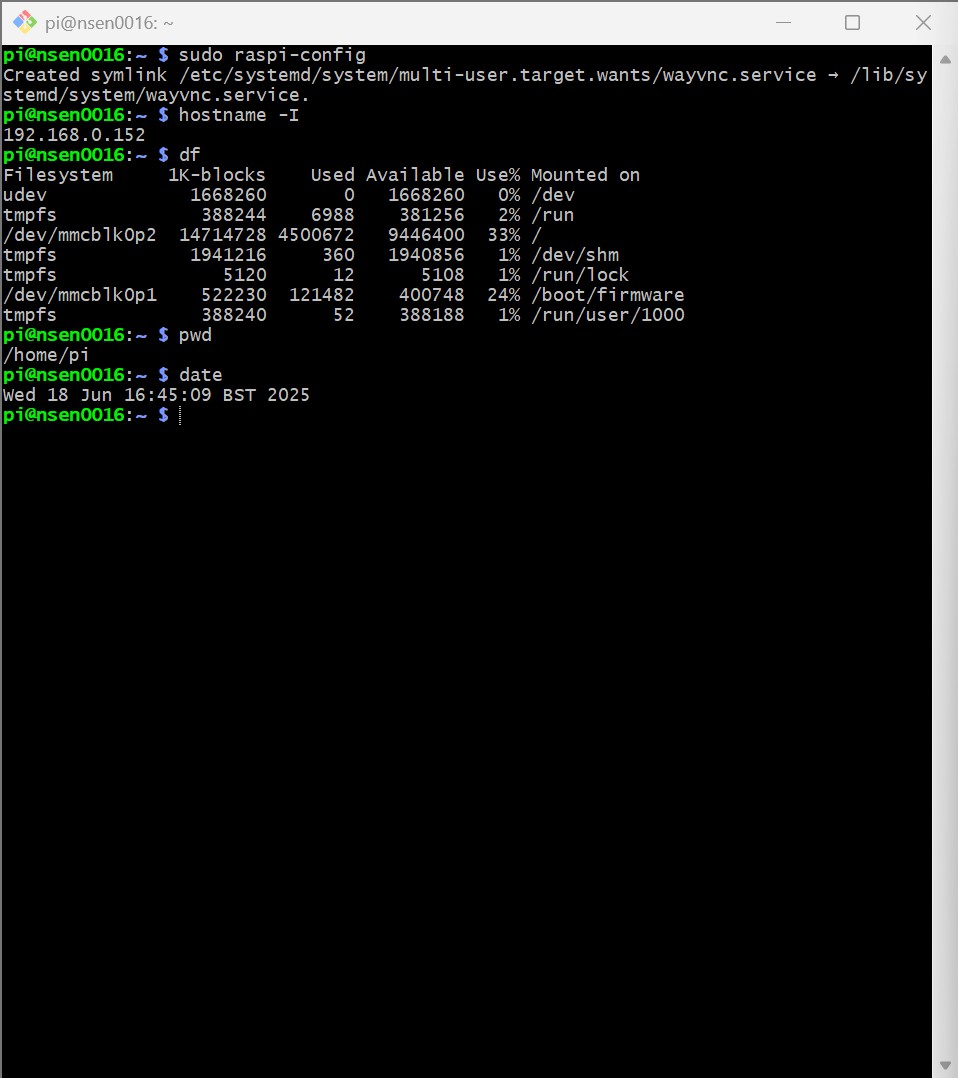 pi@nsen0016: ~
pi@nsen0016:~ $ sudo raspi-config
Created symlink /etc/systemd/system/multi-user.target.wants/wayvnc.service → /lib/sy
stemd/system/wayvnc.service.
pi@nsen0016:~ $ hostname -I
192.168.0.152
pi@nsen0016:~ $ df
Filesystem     1K-blocks    Used Available Use% Mounted on
udev             1668260       0   1668260   0% /dev
tmpfs             388244    6988    381256   2% /run
/dev/mmcblk0p2  14714728 4500672   9446400  33% /
tmpfs            1941216     360   1940856   1% /dev/shm
tmpfs               5120      12      5108   1% /run/lock
/dev/mmcblk0p1    522230  121482    400748  24% /boot/firmware
tmpfs             388240      52    388188   1% /run/user/1000
pi@nsen0016:~ $ pwd
/home/pi
pi@nsen0016:~ $ date
Wed 18 Jun 16:45:09 BST 2025
pi@nsen0016:~ $